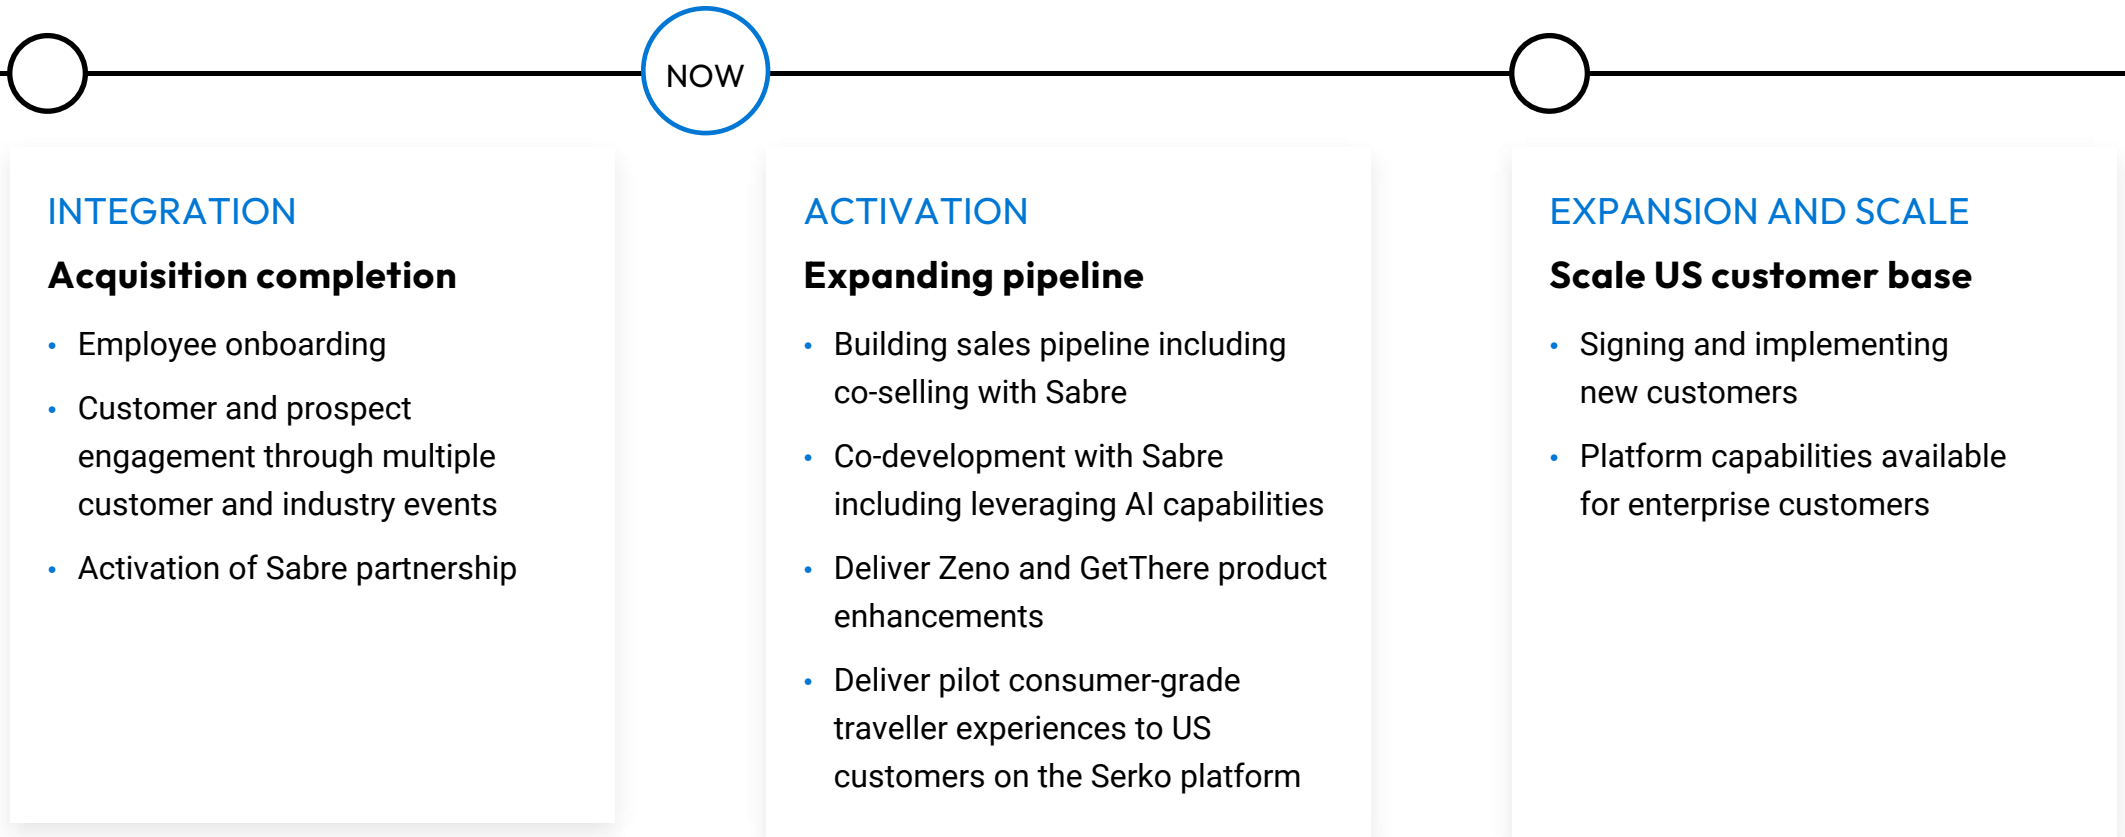 NOW
INTEGRATION
Acquisition completion
• Employee onboarding
• Customer and prospect
engagement through multiple
customer and industry events
• Activation of Sabre partnership
ACTIVATION
Expanding pipeline
• Building sales pipeline including
co-selling with Sabre
• Co-development with Sabre
including leveraging AI capabilities
• Deliver Zeno and GetThere product
enhancements
• Deliver pilot consumer-grade
traveller experiences to US
customers on the Serko platform
EXPANSION AND SCALE
Scale US customer base
• Signing and implementing
new customers
• Platform capabilities available
for enterprise customers